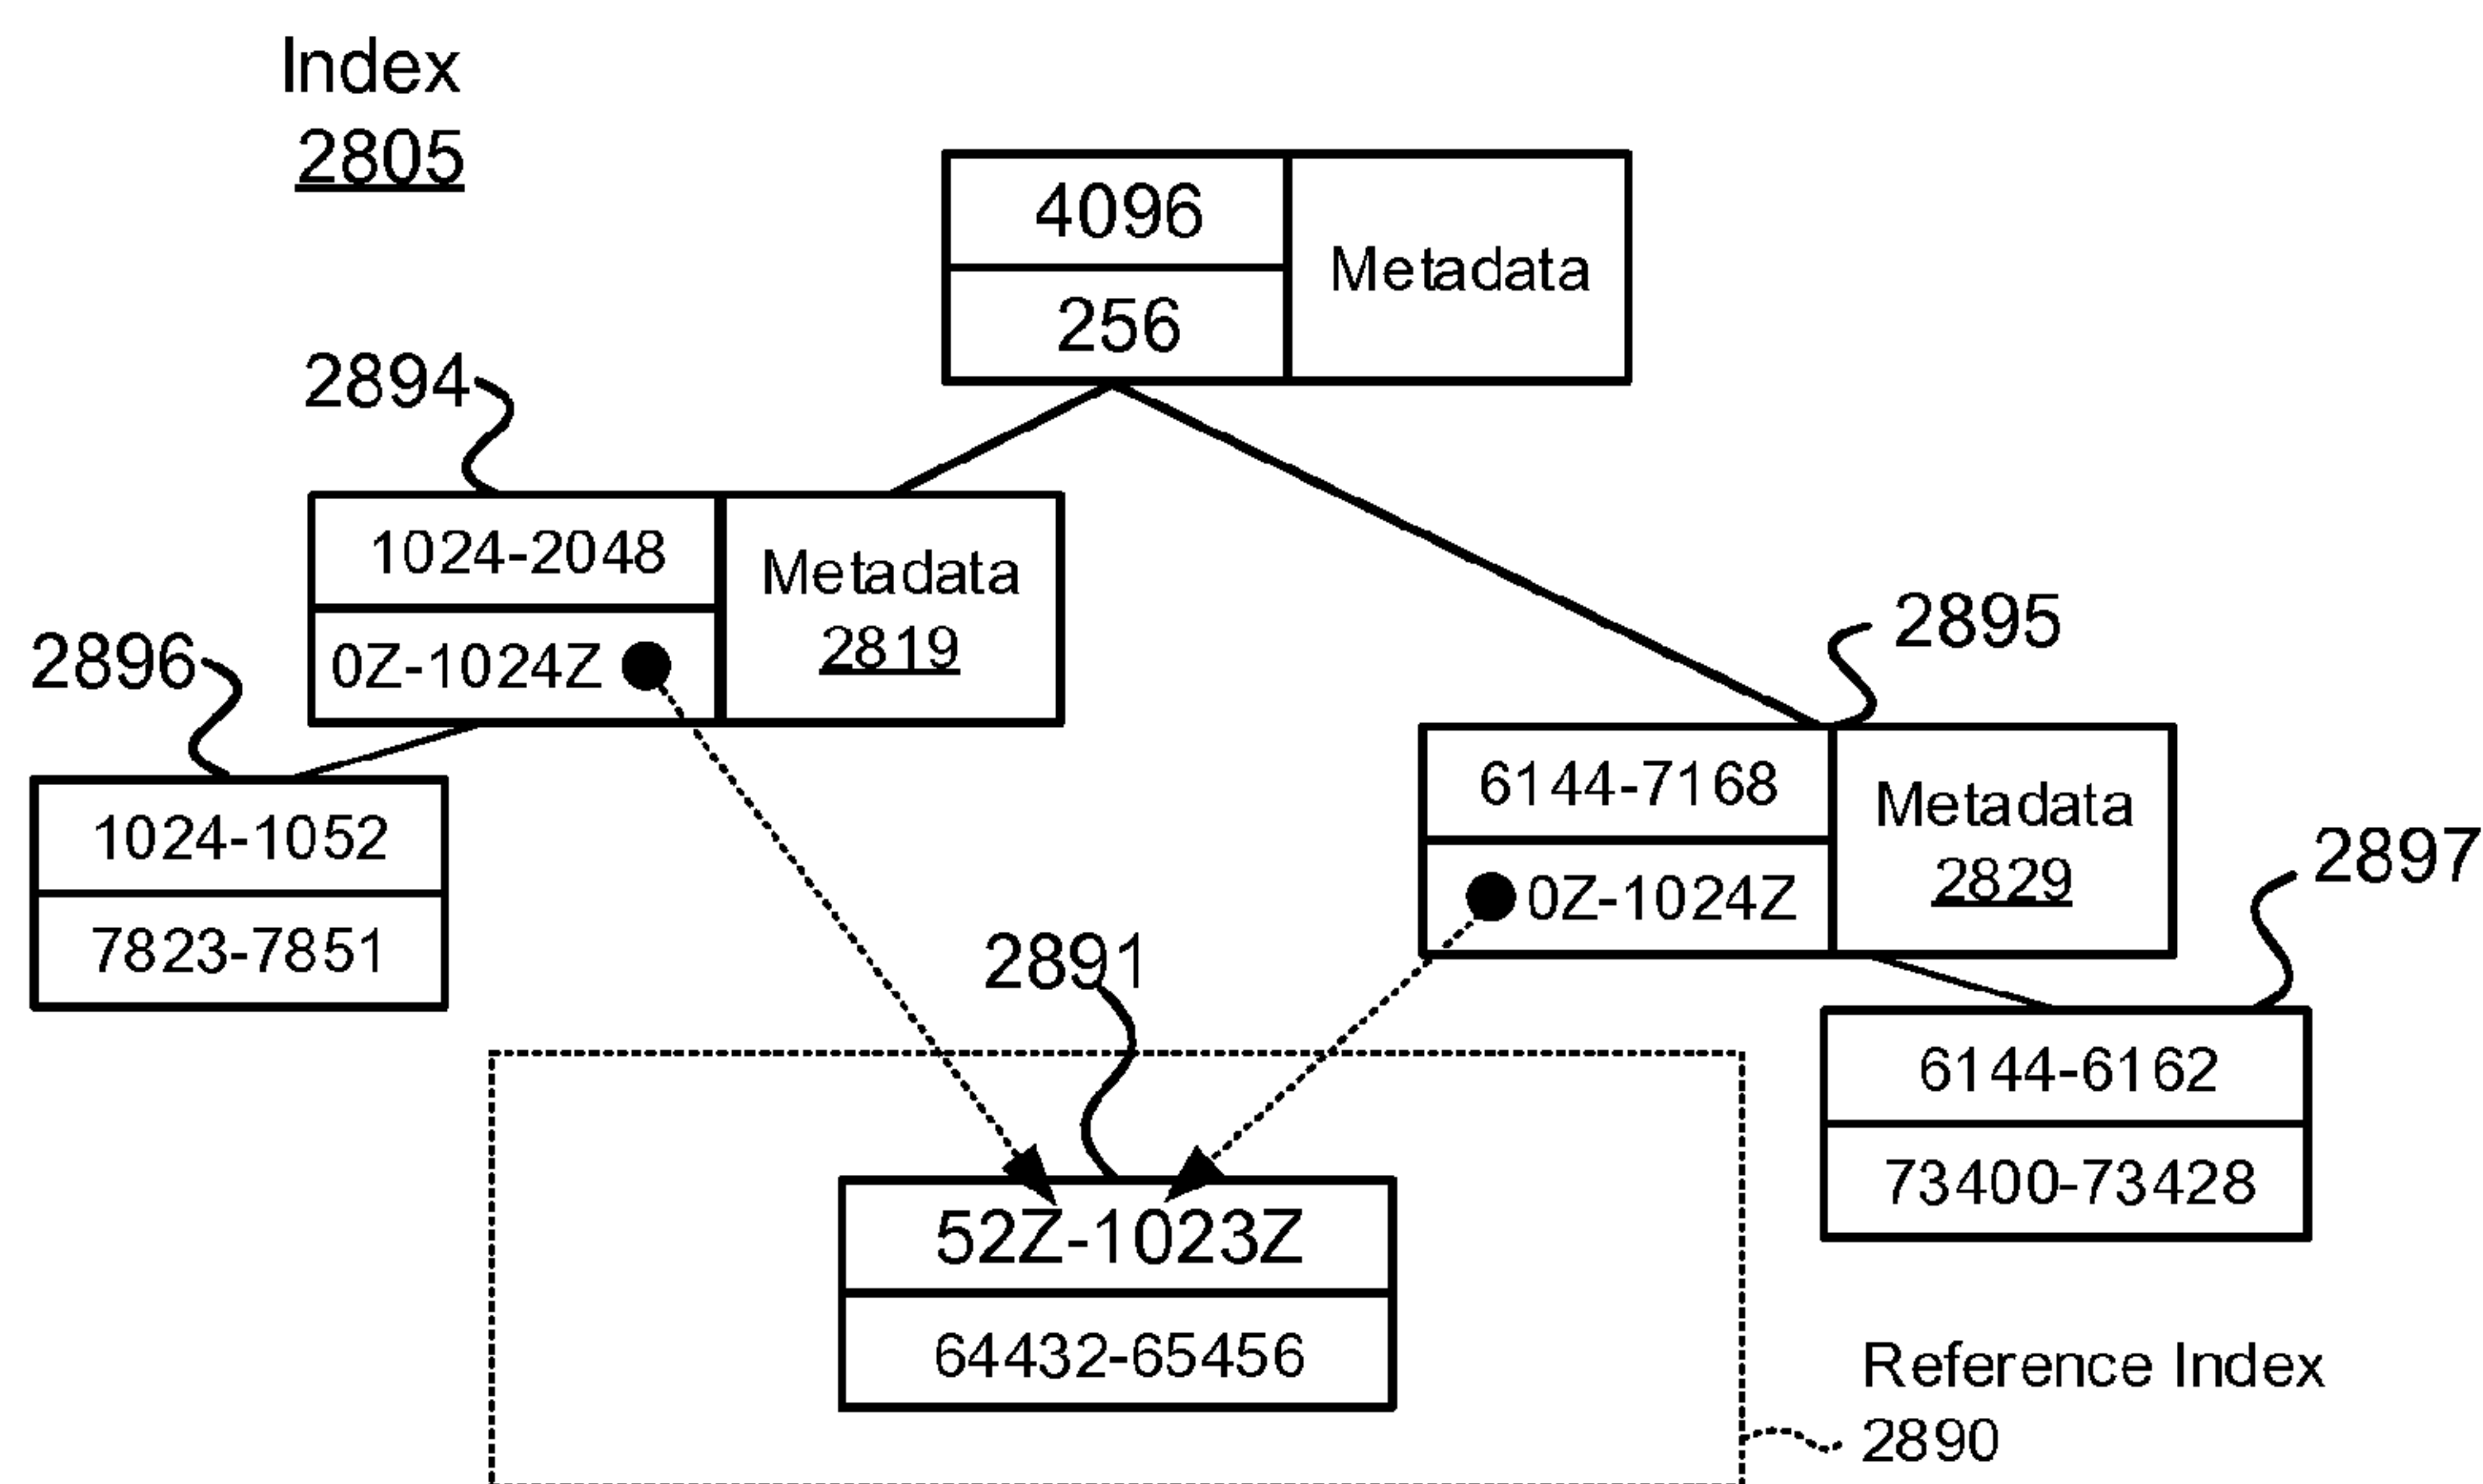 Index
2805
4096
256
Metadata
2894
1024-2048
0Z-1024Z
Metadata
2819
2896
1024-1052
7823-7851
2895
6144-7168
0Z-1024Z
Metadata
2829
2897
6144-6162
73400-73428
2891
52Z-1023Z
64432-65456
Reference Index
2890